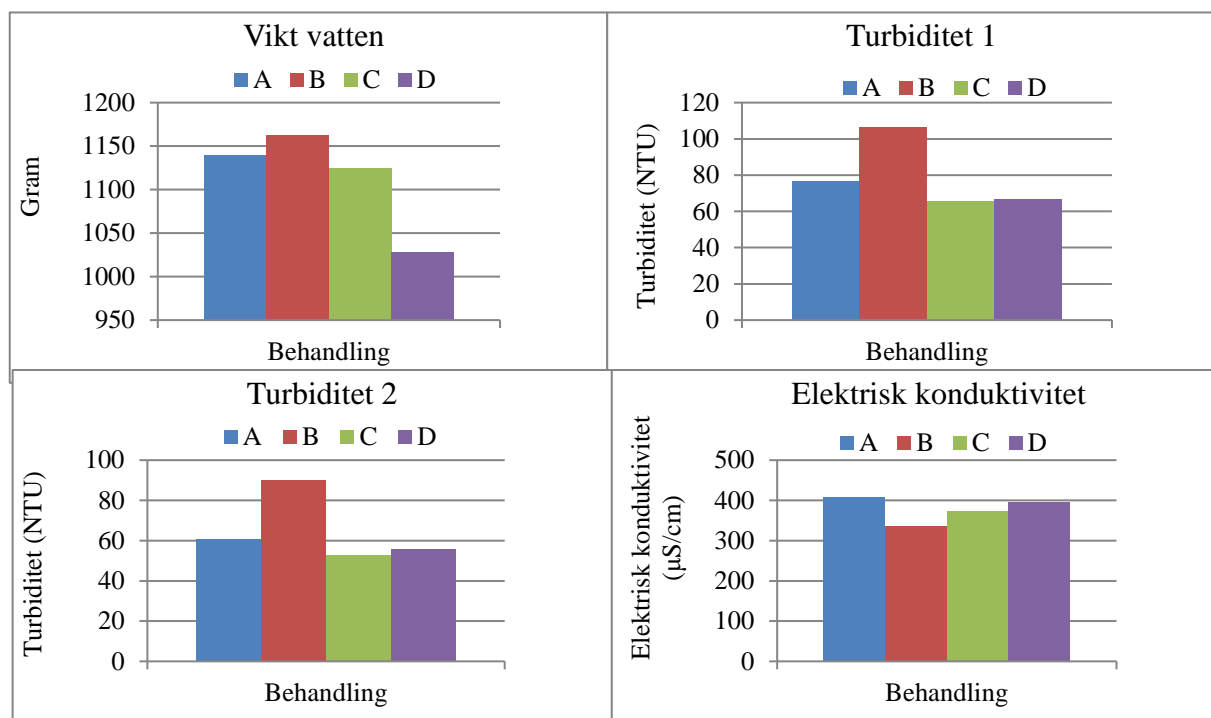 Vikt vatten
A B C D
1200
1150
1100
1050
1000
950
Gram
Behandling
Turbiditet 1
A B C D
120
100
80
60
40
20
0
Turbiditet (NTU)
Behandling
Turbiditet 2
A B C D
100
80
60
40
20
0
Turbiditet (NTU)
Behandling
Elektrisk konduktivitet
A B C D
500
400
300
200
100
0
Elektrisk konduktivitet
(µS/cm)
Behandling